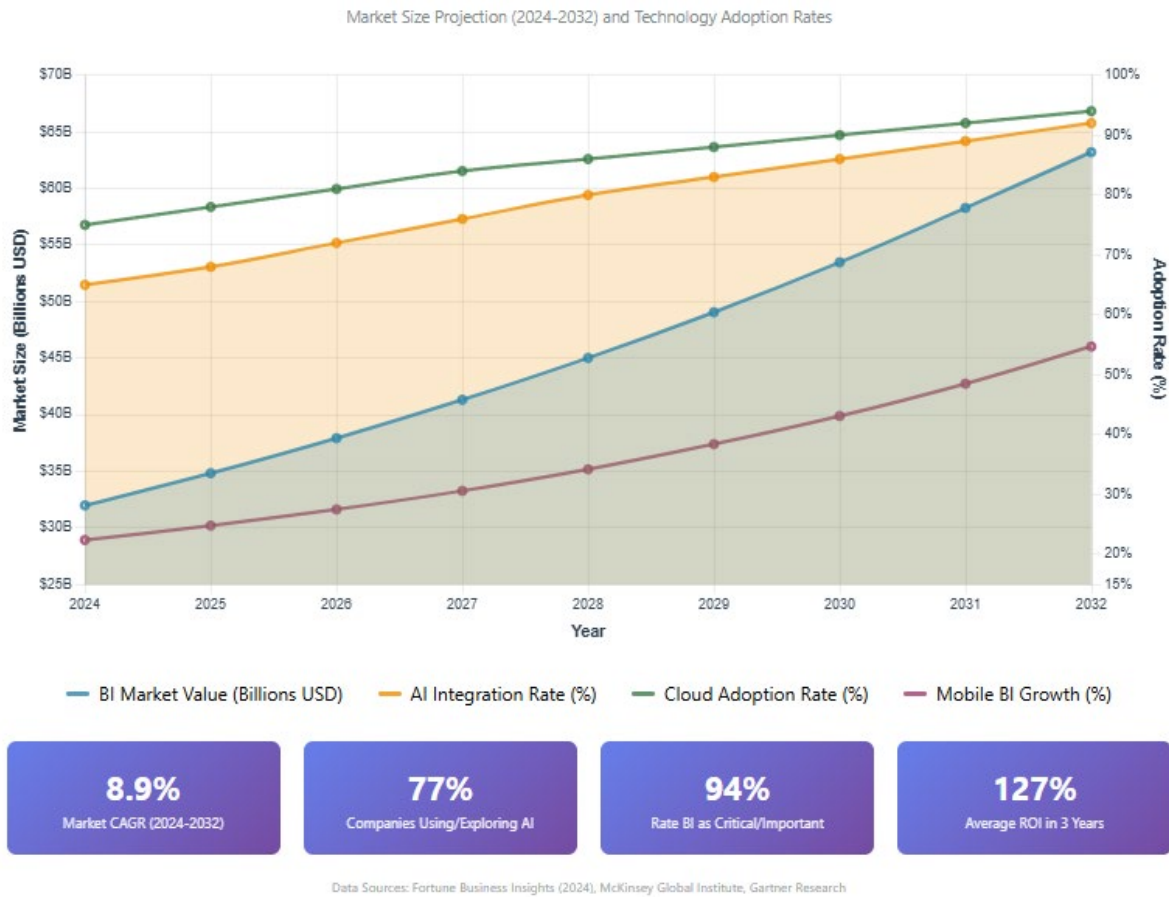 Market Size Projection (2024-2032) and Technology Adoption Rates
$70B
$65B
$60B
$55B
$50B
$45B
$40B
$35B
$30B
$25B
Market Size (Billions USD)
100%
90%
80%
70%
60%
50%
40%
30%
20%
15%
Adoption Rate (%)
2024 2025 2026 2027 2028 2029 2030 2031 2032
Year
BI Market Value (Billions USD) AI Integration Rate (%) Cloud Adoption Rate (%) Mobile BI Growth (%)
8.9%
Market CAGR (2024-2032)
77%
Companies Using/Exploring AI
94%
Rate BI as Critical/Important
127%
Average ROI in 3 Years
Data Sources: Fortune Business Insights (2024), McKinsey Global Institute, Gartner Research